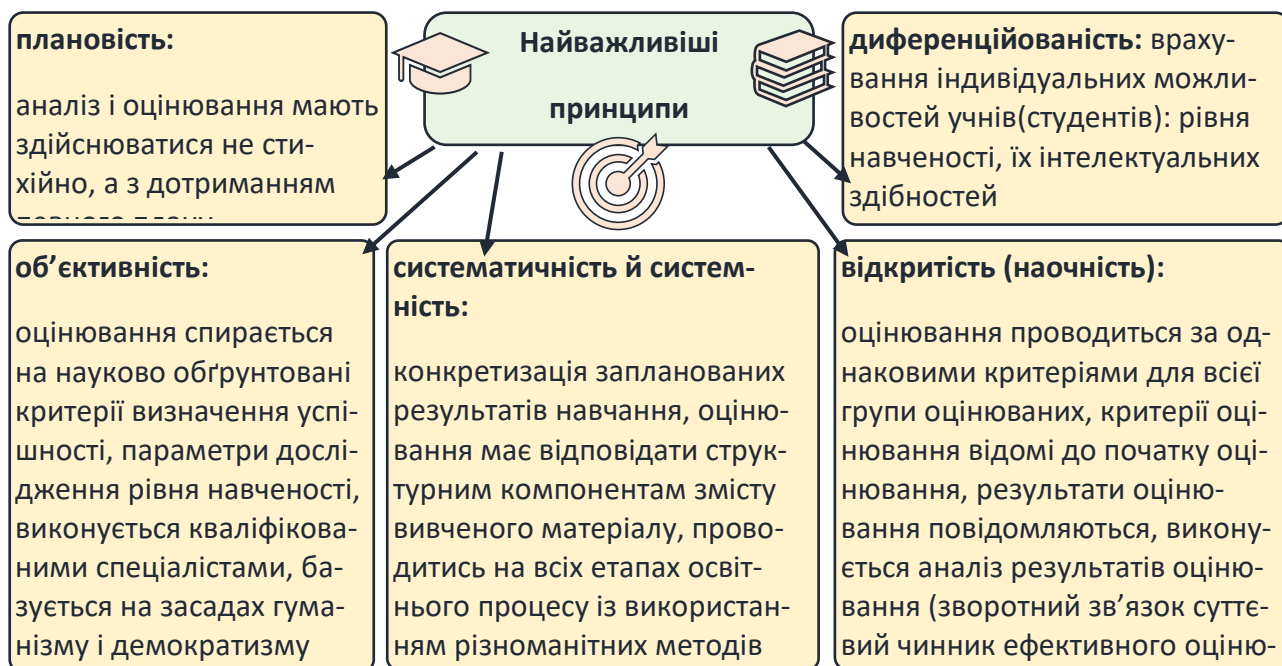 Найважливіші
принципи
плановість:
аналіз і оцінювання мають
здійснюватися не сти-
хійно, а з дотриманням
певного плану
диференційованість: враху-
вання індивідуальних можли-
востей учнів(студентів): рівня
навченості, їх інтелектуальних
здібностей
об’єктивність:
оцінювання спирається
на науково обґрунтовані
критерії визначення успі-
шності, параметри дослі-
дження рівня навченості,
виконується кваліфікова-
ними спеціалістами, ба-
зується на засадах гума-
нізму і демократизму
систематичність й систем-
ність:
конкретизація запланованих
результатів навчання, оціню-
вання має відповідати струк-
турним компонентам змісту
вивченого матеріалу, прово-
дитись на всіх етапах освіт-
нього процесу із використан-
ням різноманітних методів
відкритість (наочність):
оцінювання проводиться за од-
наковими критеріями для всієї
групи оцінюваних, критерії оці-
нювання відомі до початку оці-
нювання, результати оціню-
вання повідомляються, викону-
ється аналіз результатів оціню-
вання (зворотний зв’язок суттє-
вий чинник ефективного оціню-